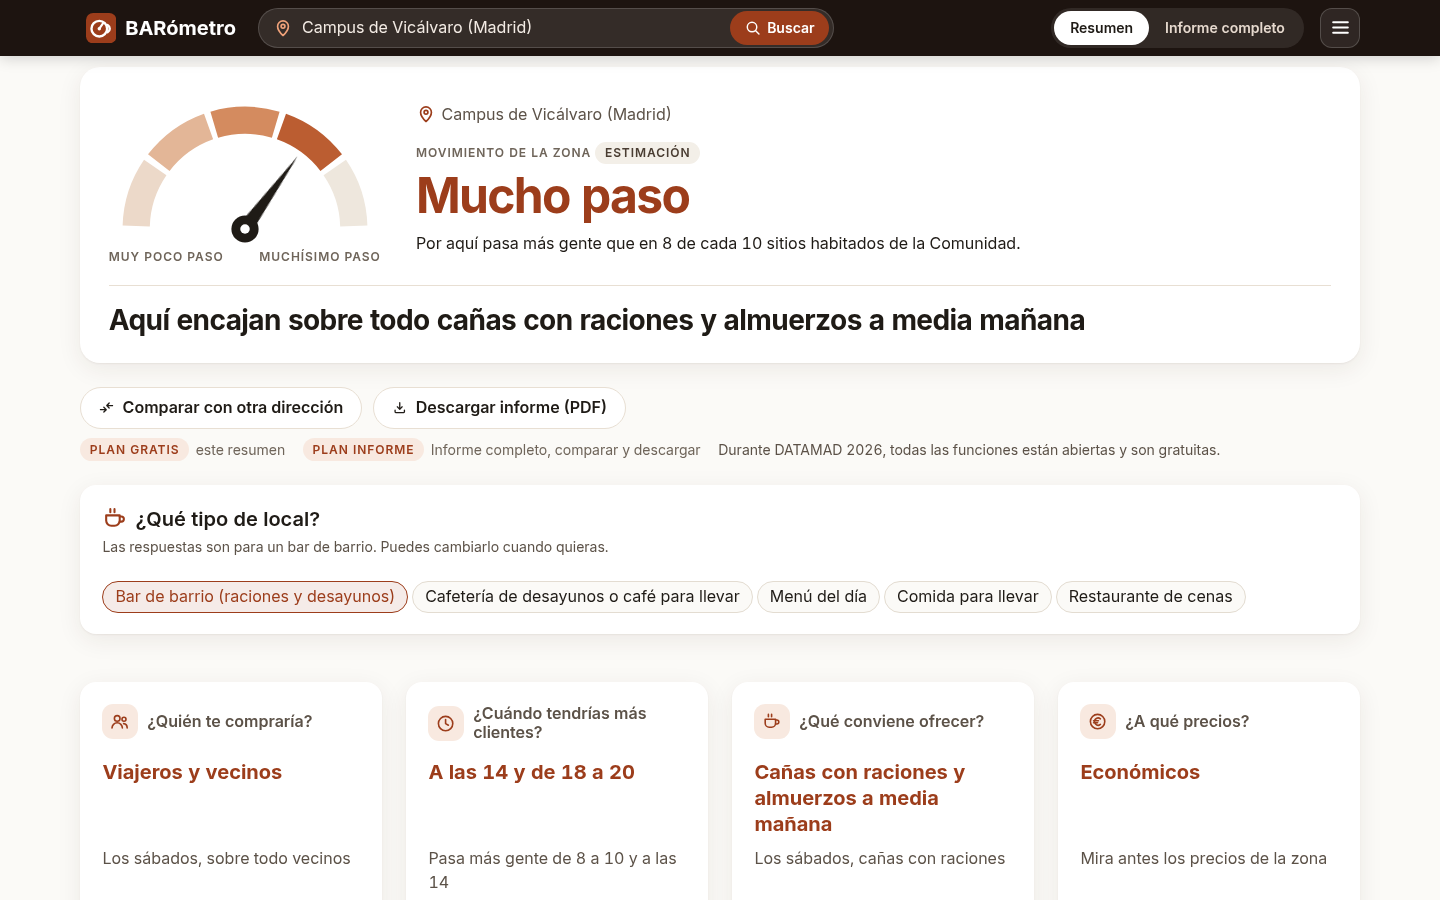 BARómetro
Campus de Vicálvaro (Madrid)
Buscar
Resumen
Informe completo
MUY POCO PASO
MUCHÍSIMO PASO
Campus de Vicálvaro (Madrid)
MOVIMIENTO DE LA ZONA ESTIMACIÓN
Mucho paso
Por aquí pasa más gente que en 8 de cada 10 sitios habitados de la Comunidad.
Aquí encajan sobre todo cañas con raciones y almuerzos a media mañana
Comparar con otra dirección
Descargar informe (PDF)
PLAN GRATIS este resumen PLAN INFORME Informe completo, comparar y descargar Durante DATAMAD 2026, todas las funciones están abiertas y son gratuitas.
¿Qué tipo de local?
Las respuestas son para un bar de barrio. Puedes cambiarlo cuando quieras.
Bar de barrio (raciones y desayunos)
Cafetería de desayunos o café para llevar
Menú del día
Comida para llevar
Restaurante de cenas
¿Quién te compraría?
Viajeros y vecinos
Los sábados, sobre todo vecinos
¿Cuándo tendrías más
clientes?
A las 14 y de 18 a 20
Pasa más gente de 8 a 10 y a las
14
¿Qué conviene ofrecer?
Cañas con raciones y
almuerzos a media
mañana
Los sábados, cañas con raciones
¿A qué precios?
Económicos
Mira antes los precios de la zona